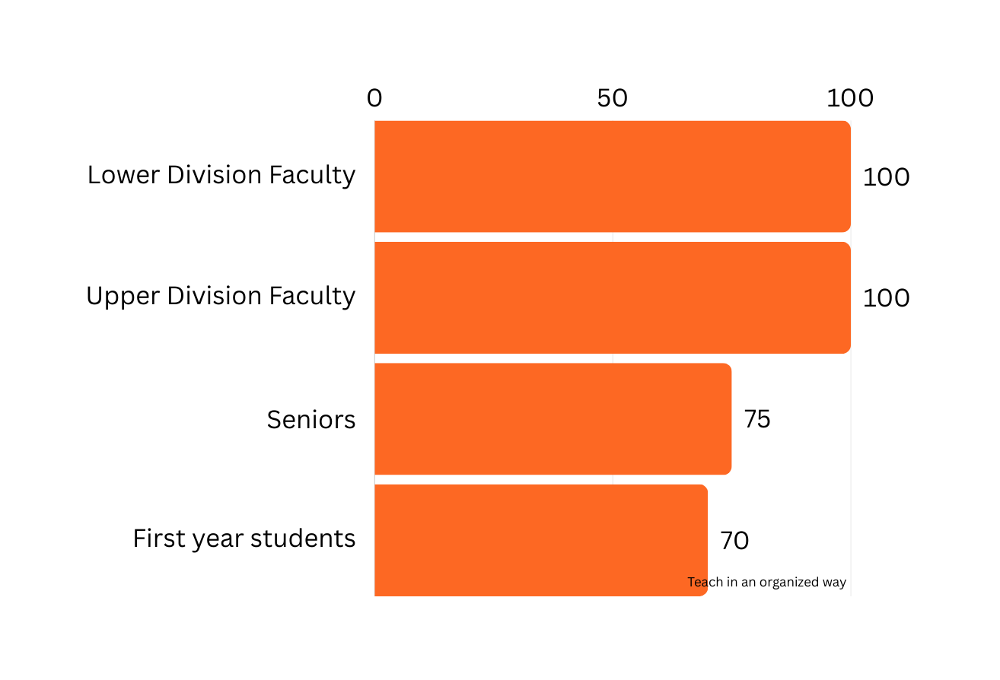 0 50 100
Lower Division Faculty 100
Upper Division Faculty 100
Seniors 75
First year students 70
Teach in an organized way